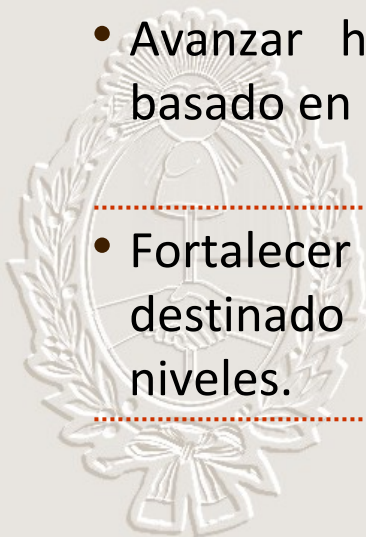 • Avanzar
basado en
• Fortalecer
destinado
niveles.